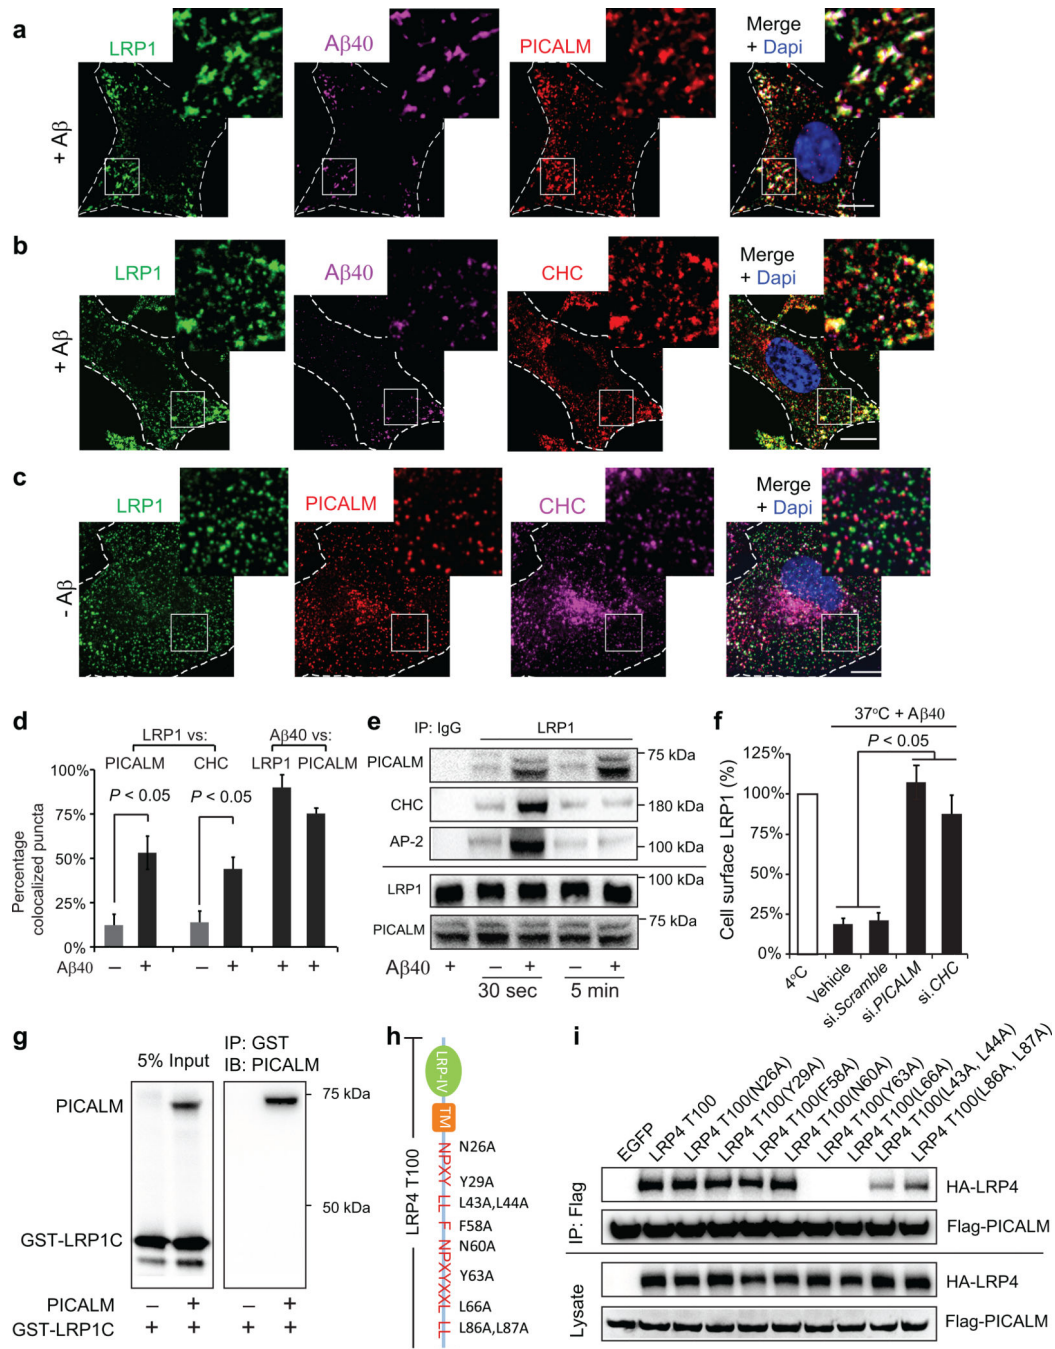 a
LRP1
Aβ40
PICALM
Merge
+ Dapi
+ Aβ
b
LRP1
Aβ40
CHC
Merge
+ Dapi
+ Aβ
c
LRP1
PICALM
CHC
Merge
+ Dapi
- Aβ
d
LRP1 vs:
Aβ40 vs:
PICALM
CHC
LRP1
PICALM
Percentage
colocalized puncta
100%
75%
50%
25%
0%
P < 0.05
P < 0.05
Aβ40
– + – + + +
e
IP: IgG
LRP1
PICALM
75 kDa
CHC
180 kDa
AP-2
100 kDa
LRP1
100 kDa
PICALM
75 kDa
Aβ40
+ – + – +
30 sec
5 min
f
37°C + Aβ40
P < 0.05
Cell surface LRP1 (%)
125%
100%
75%
50%
25%
0%
4°C
Vehicle
si.Scramble
si.PICALM
si.CHC
g
5% Input
IP: GST
IB: PICALM
PICALM
75 kDa
50 kDa
GST-LRP1C
PICALM – + – +
GST-LRP1C + + + +
h
LRP4 T100
LRP-IV
TM
NPXY
LL
F
NPXYXXL
LL
N26A
Y29A
L43A,L44A
F58A
N60A
Y63A
L66A
L86A,L87A
i
EGFP
LRP4 T100
LRP4 T100(N26A)
LRP4 T100(Y29A)
LRP4 T100(F58A)
LRP4 T100(N60A)
LRP4 T100(Y63A)
LRP4 T100(L66A)
LRP4 T100(L43A, L44A)
LRP4 T100(L86A, L87A)
IP: Flag
HA-LRP4
Flag-PICALM
Lysate
HA-LRP4
Flag-PICALM